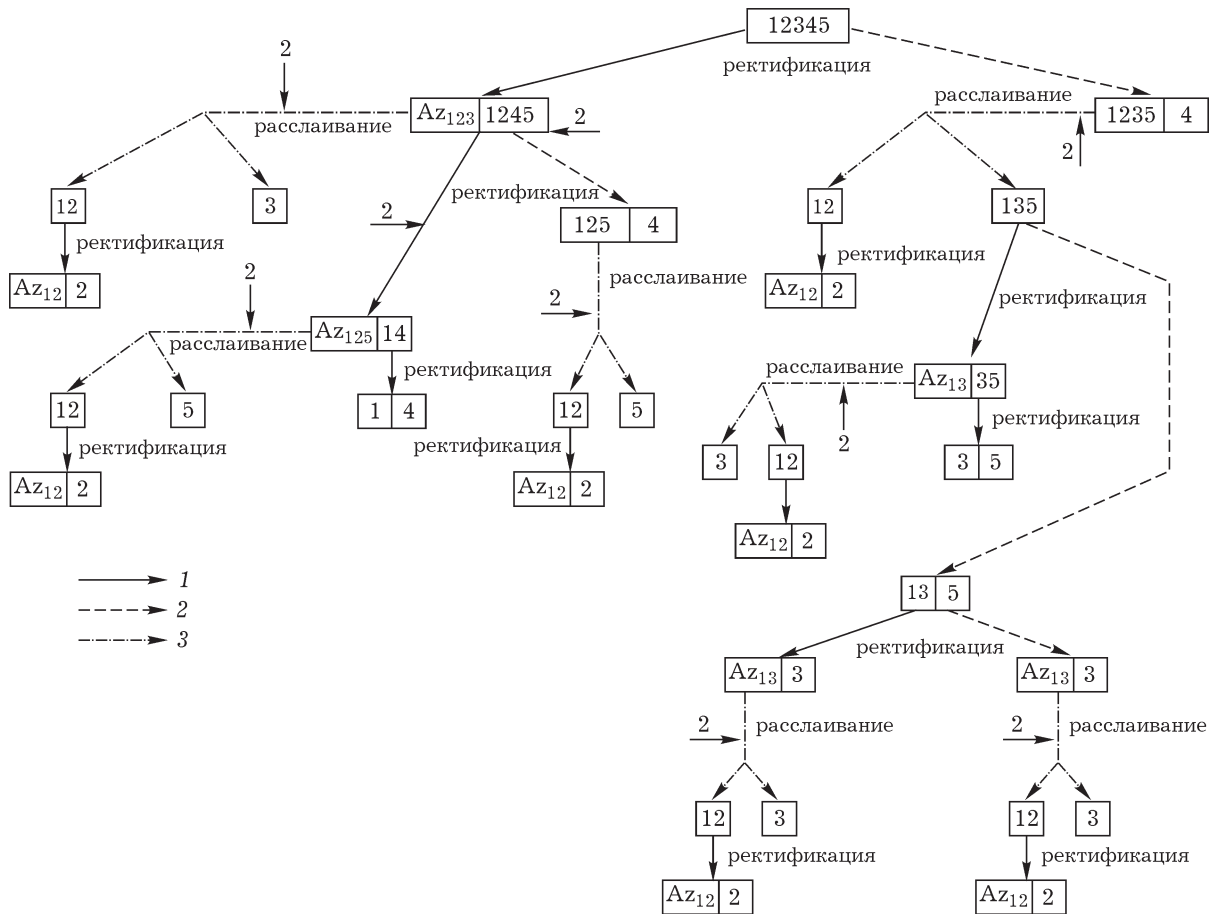 12345
ректификация
2
расслаивание
Az123 1245
2
расслаивание
1235 4
2
12
3
ректификация
2
125 4
12
135
ректификация
Az12 2
ректификация
Az12 2
расслаивание
2
2
ректификация
расслаивание
Az125 14
ректификация
12
5
1 4
12
5
расслаивание
Az13 35
ректификация
2
3
12
3 5
ректификация
Az12 2
ректификация
Az12 2
Az12 2
1
2
3
13 5
ректификация
Az13 3
Az13 3
2
расслаивание
2
расслаивание
12
3
12
3
ректификация
ректификация
Az12 2
Az12 2